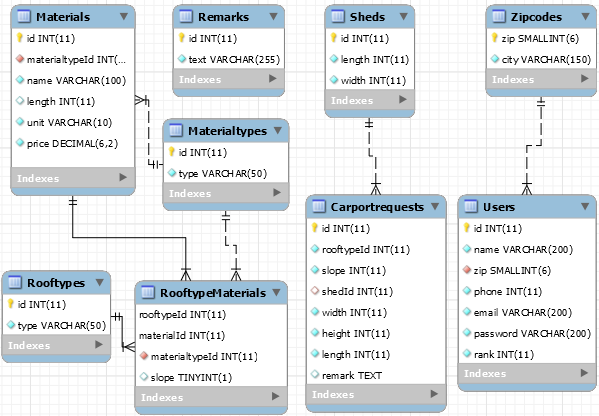 Materials
id INT(11)
materialtypeId INT(...
name VARCHAR(100)
length INT(11)
unit VARCHAR(10)
price DECIMAL(6,2)
Indexes
Remarks
id INT(11)
text VARCHAR(255)
Indexes
Sheds
id INT(11)
length INT(11)
width INT(11)
Indexes
Zipcodes
zip SMALLINT(6)
city VARCHAR(150)
Indexes
Materialtypes
id INT(11)
type VARCHAR(50)
Indexes
Rooftypes
id INT(11)
type VARCHAR(50)
Indexes
RooftypeMaterials
rooftypeId INT(11)
materialId INT(11)
materialtypeId INT(11)
slope TINYINT(1)
Indexes
Carportrequests
id INT(11)
rooftypeId INT(11)
slope INT(11)
shedId INT(11)
width INT(11)
height INT(11)
length INT(11)
remark TEXT
Indexes
Users
id INT(11)
name VARCHAR(200)
zip SMALLINT(6)
phone INT(11)
email VARCHAR(200)
password VARCHAR(200)
rank INT(11)
Indexes